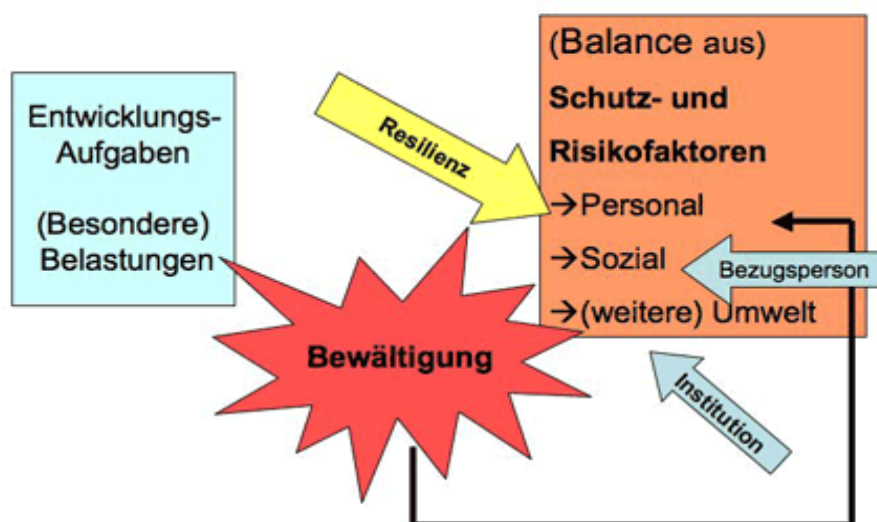 Entwicklungs-
Aufgaben
(Besondere)
Belastungen
Resilienz
(Balance aus)
Schutz- und
Risikofaktoren
→Personal
→Sozial
→(weitere) Umwelt
Bezugsperson
Bewältigung
Institution